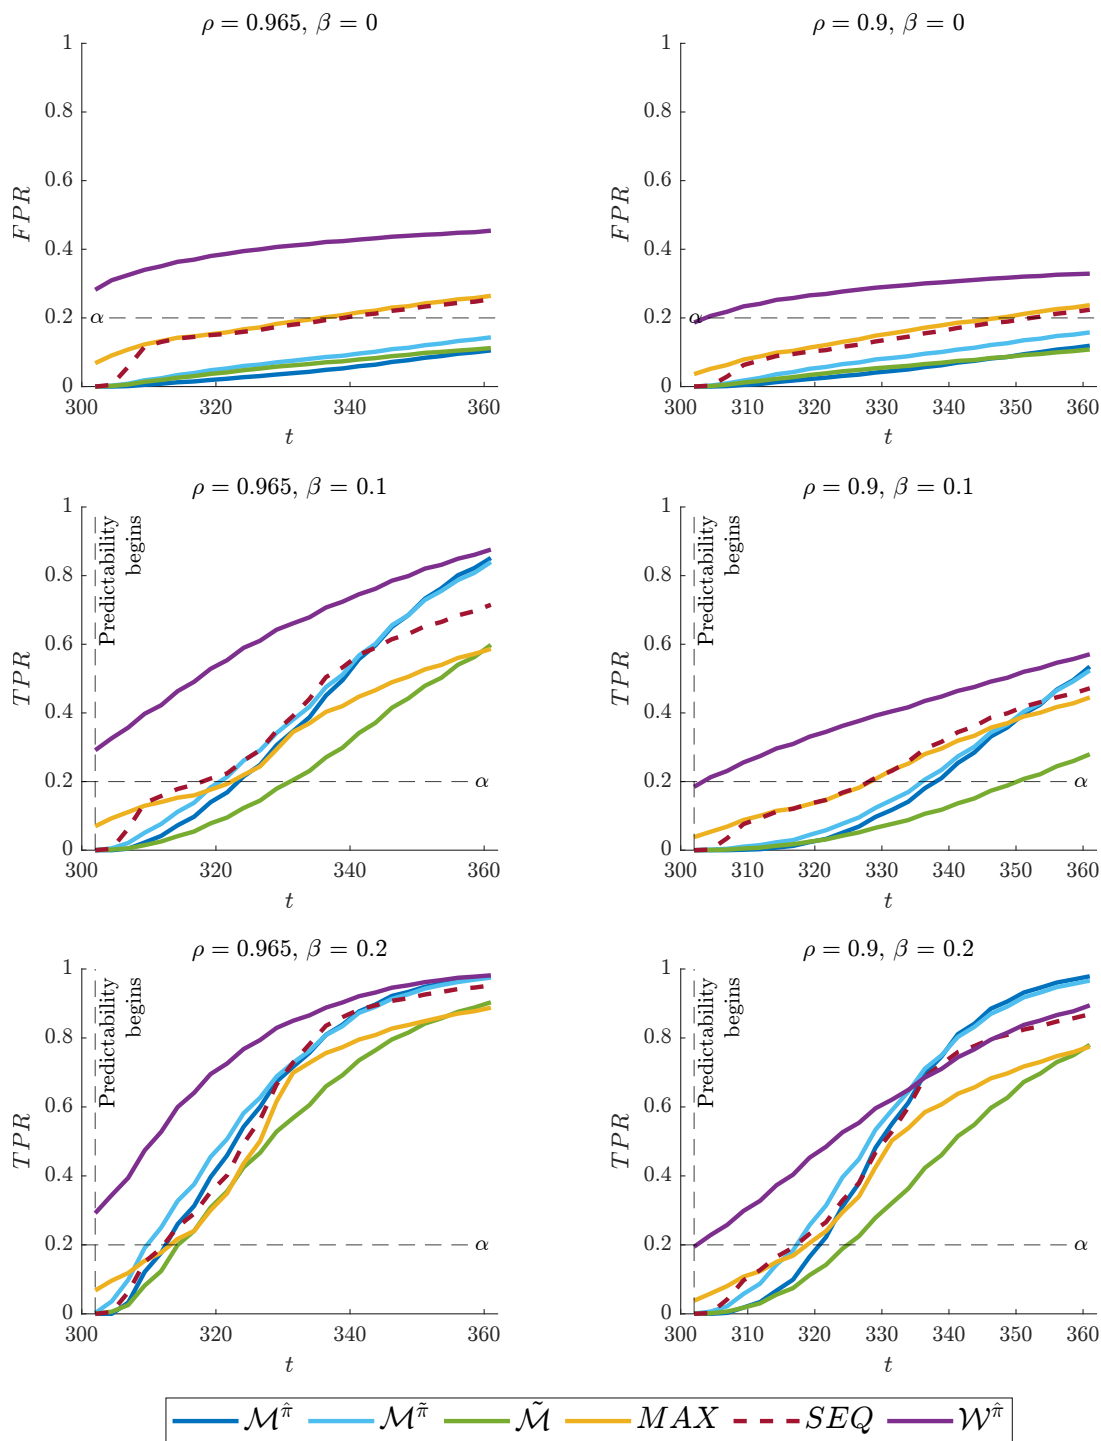 ρ = 0.965, β = 0
1
0.8
0.6
0.4
0.2
0
FPR
α
300 320 340 360
t
ρ = 0.9, β = 0
1
0.8
0.6
0.4
0.2
0
FPR
α
300 310 320 330 340 350 360
t
ρ = 0.965, β = 0.1
1
0.8
0.6
0.4
0.2
0
TPR
Predictability
begins
α
300 320 340 360
t
ρ = 0.9, β = 0.1
1
0.8
0.6
0.4
0.2
0
TPR
Predictability
begins
α
300 310 320 330 340 350 360
t
ρ = 0.965, β = 0.2
1
0.8
0.6
0.4
0.2
0
TPR
Predictability
begins
α
300 320 340 360
t
ρ = 0.9, β = 0.2
1
0.8
0.6
0.4
0.2
0
TPR
Predictability
begins
α
300 310 320 330 340 350 360
t
ℳ^π̂ ℳ^π̃ ℳ̃ MAX SEQ 𝒲^π̂